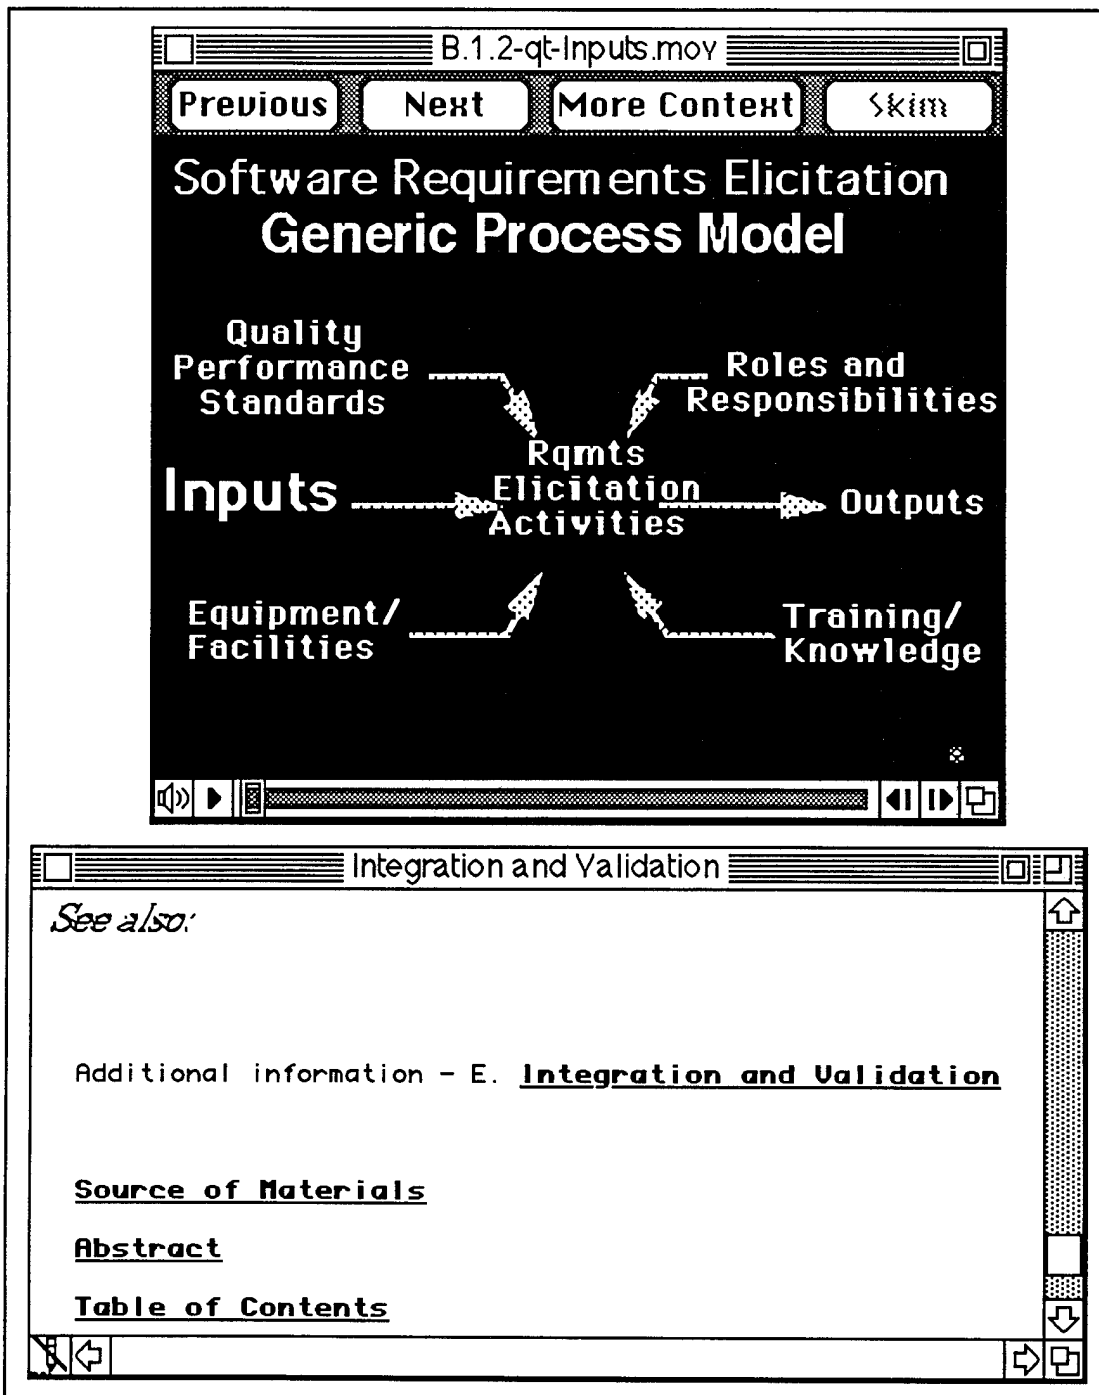 B.1.2-qt-Inputs.mov
Previous Next More Context Skim
Software Requirements Elicitation
Generic Process Model
Quality
Performance
Standards
Roles and
Responsibilities
Inputs
Rqmts
Elicitation
Activities
Outputs
Equipment/
Facilities
Training/
Knowledge
Integration and Validation
See also:
Additional information - E. Integration and Validation
Source of Materials
Abstract
Table of Contents